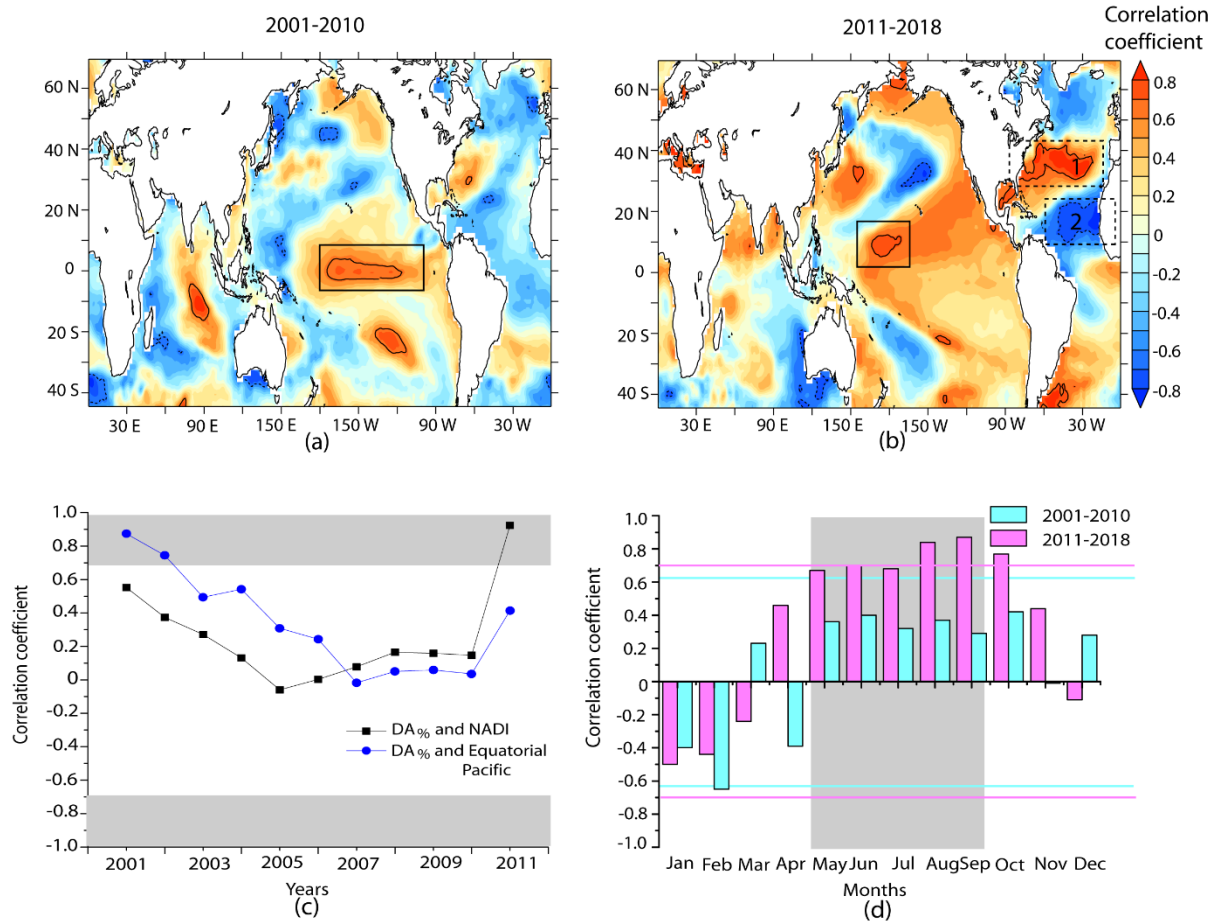 2001-2010
2011-2018
Correlation
coefficient
60 N
40 N
20 N
0
20 S
40 S
30 E
90 E
150 E
150 W
90 W
30 W
(a)
60 N
40 N
20 N
0
20 S
40 S
1
2
30 E
90 E
150 E
150 W
90 W
30 W
(b)
0.8
0.6
0.4
0.2
0
-0.2
-0.4
-0.6
-0.8
Correlation coefficient
1.0
0.8
0.6
0.4
0.2
0
-0.2
-0.4
-0.6
-0.8
-1.0
DA% and NADI
DA% and Equatorial
Pacific
2001
2003
2005
2007
2009
2011
Years
(c)
Correlation coefficient
1.0
0.8
0.6
0.4
0.2
0
-0.2
-0.4
-0.6
-0.8
-1.0
2001-2010
2011-2018
Jan
Feb
Mar
Apr
May
Jun
Jul
Aug
Sep
Oct
Nov
Dec
Months
(d)